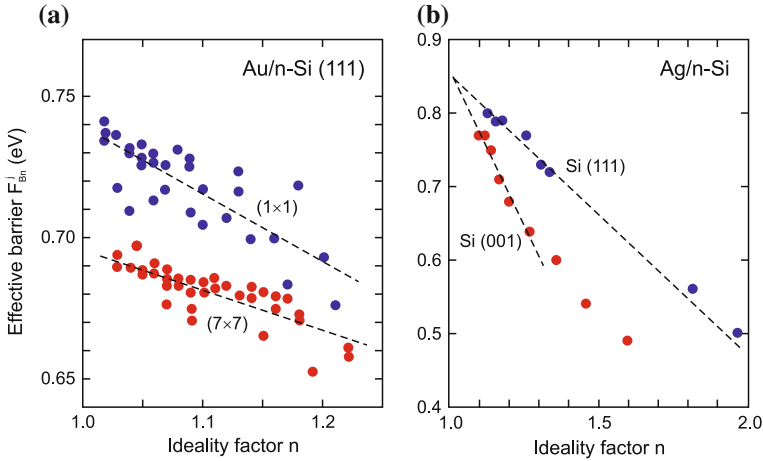 (a)
Au/n-Si (111)
0.75
0.70
0.65
Effective barrier F_Bn^j (eV)
(1×1)
(7×7)
1.0 1.1 1.2
Ideality factor n
(b)
Ag/n-Si
0.9
0.8
0.7
0.6
0.5
0.4
Si (111)
Si (001)
1.0 1.5 2.0
Ideality factor n